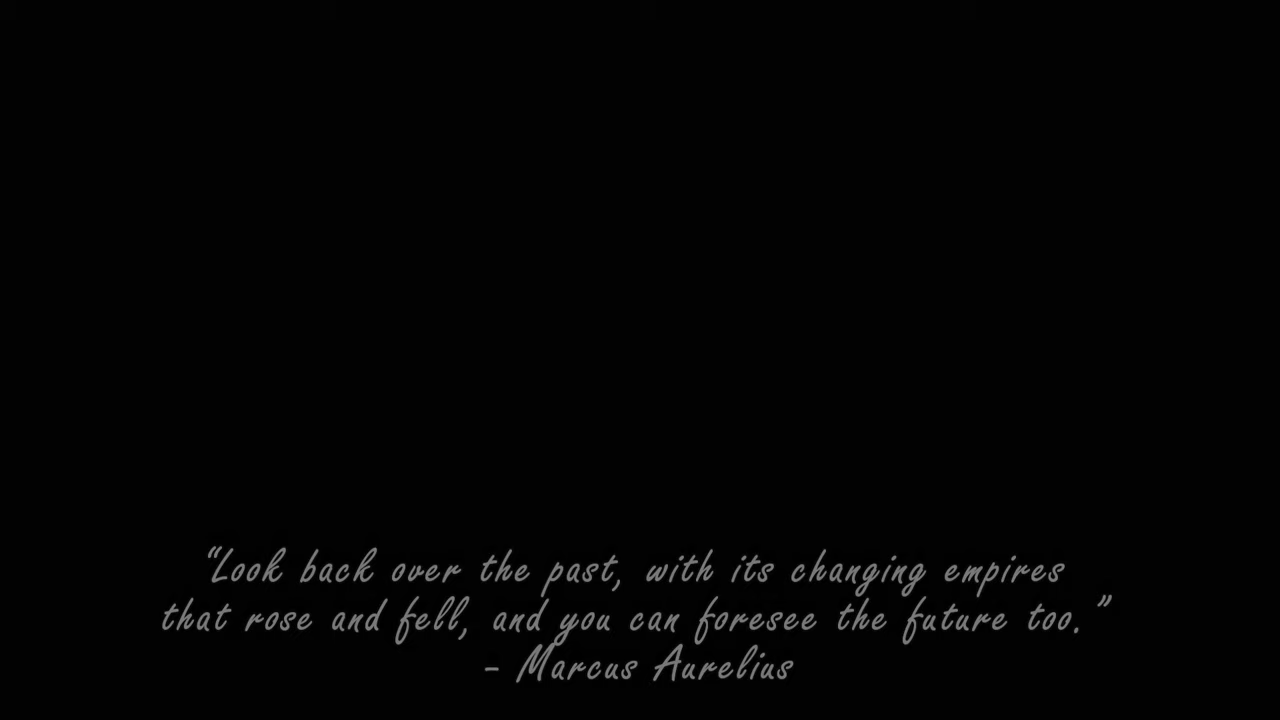 “Look back over the past, with its changing empires
that rose and fell, and you can foresee the future too.”
- Marcus Aurelius